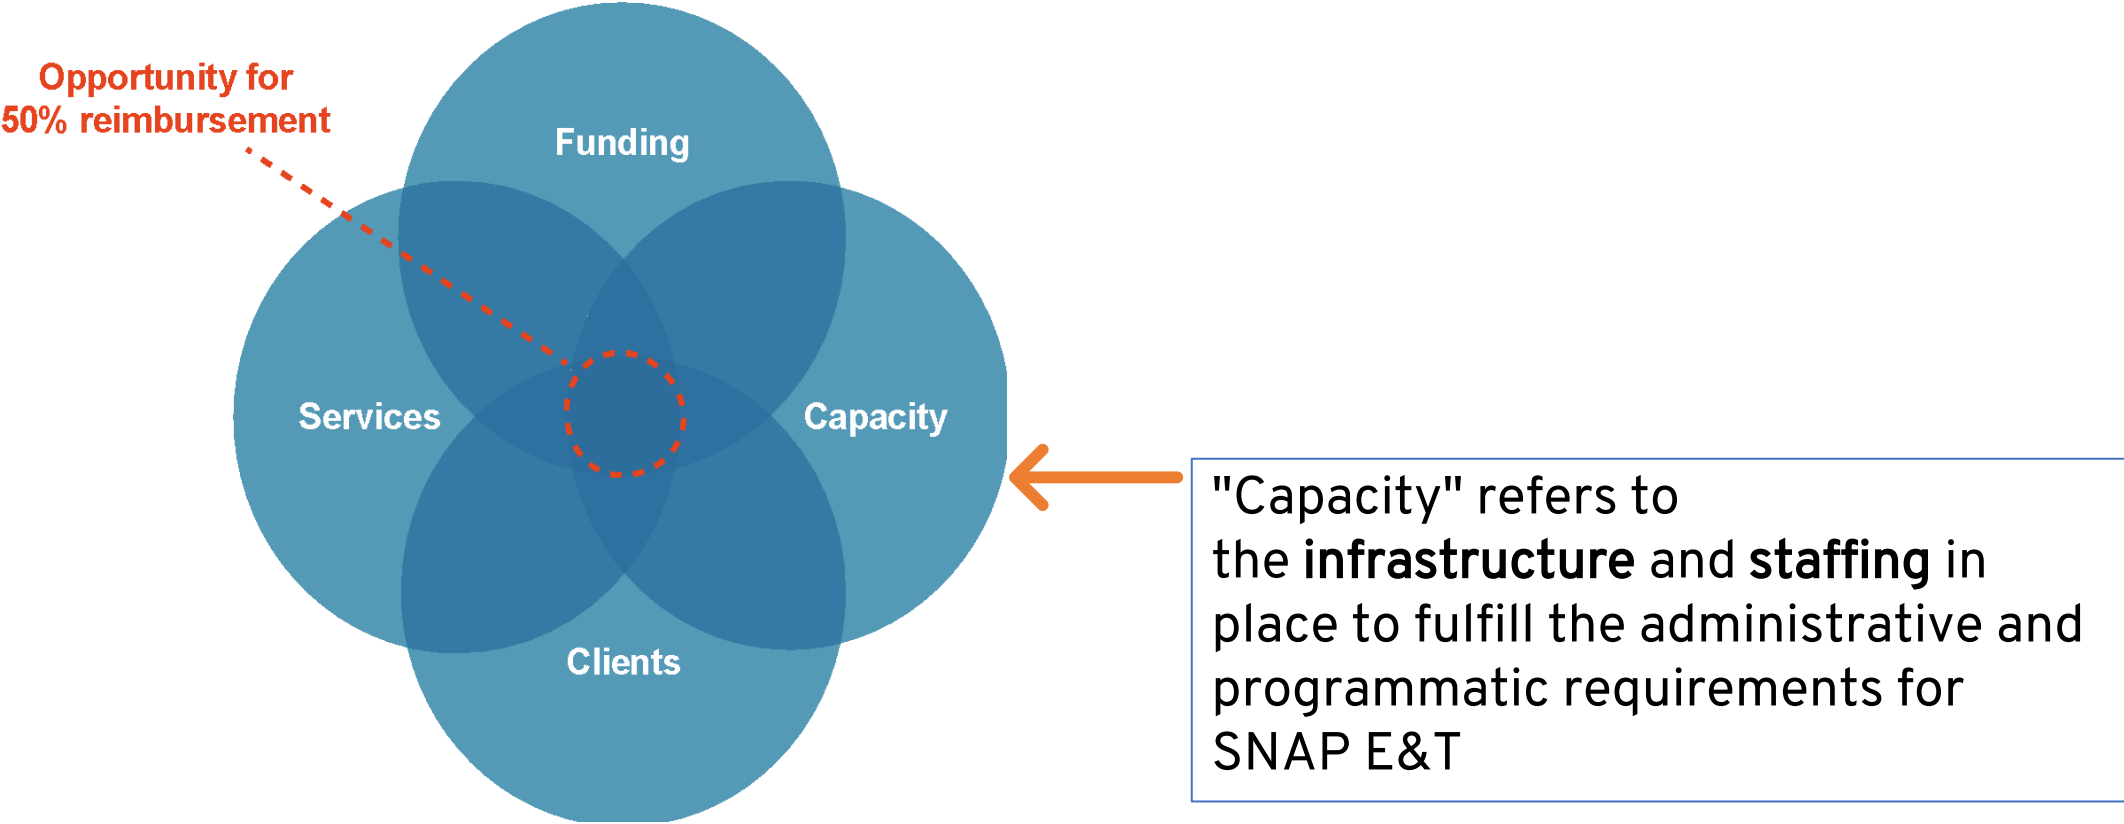 Opportunity for
50% reimbursement
Funding
Services
Capacity
Clients
"Capacity" refers to
the infrastructure and staffing in
place to fulfill the administrative and
programmatic requirements for
SNAP E&T